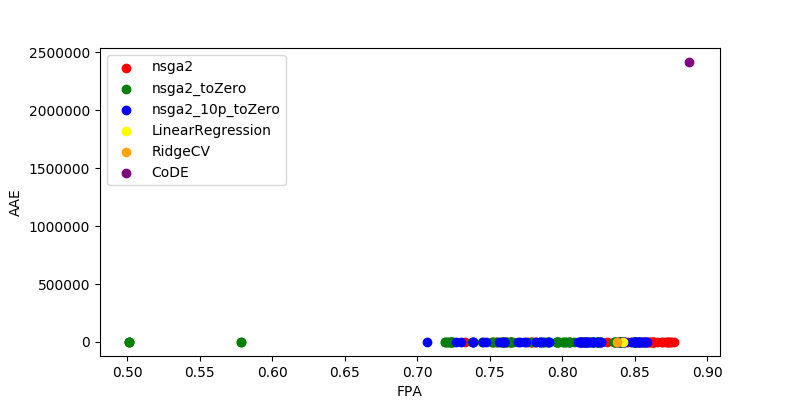 2500000
2000000
1500000
1000000
500000
0
AAE
nsga2
nsga2_toZero
nsga2_10p_toZero
LinearRegression
RidgeCV
CoDE
0.50 0.55 0.60 0.65 0.70 0.75 0.80 0.85 0.90
FPA